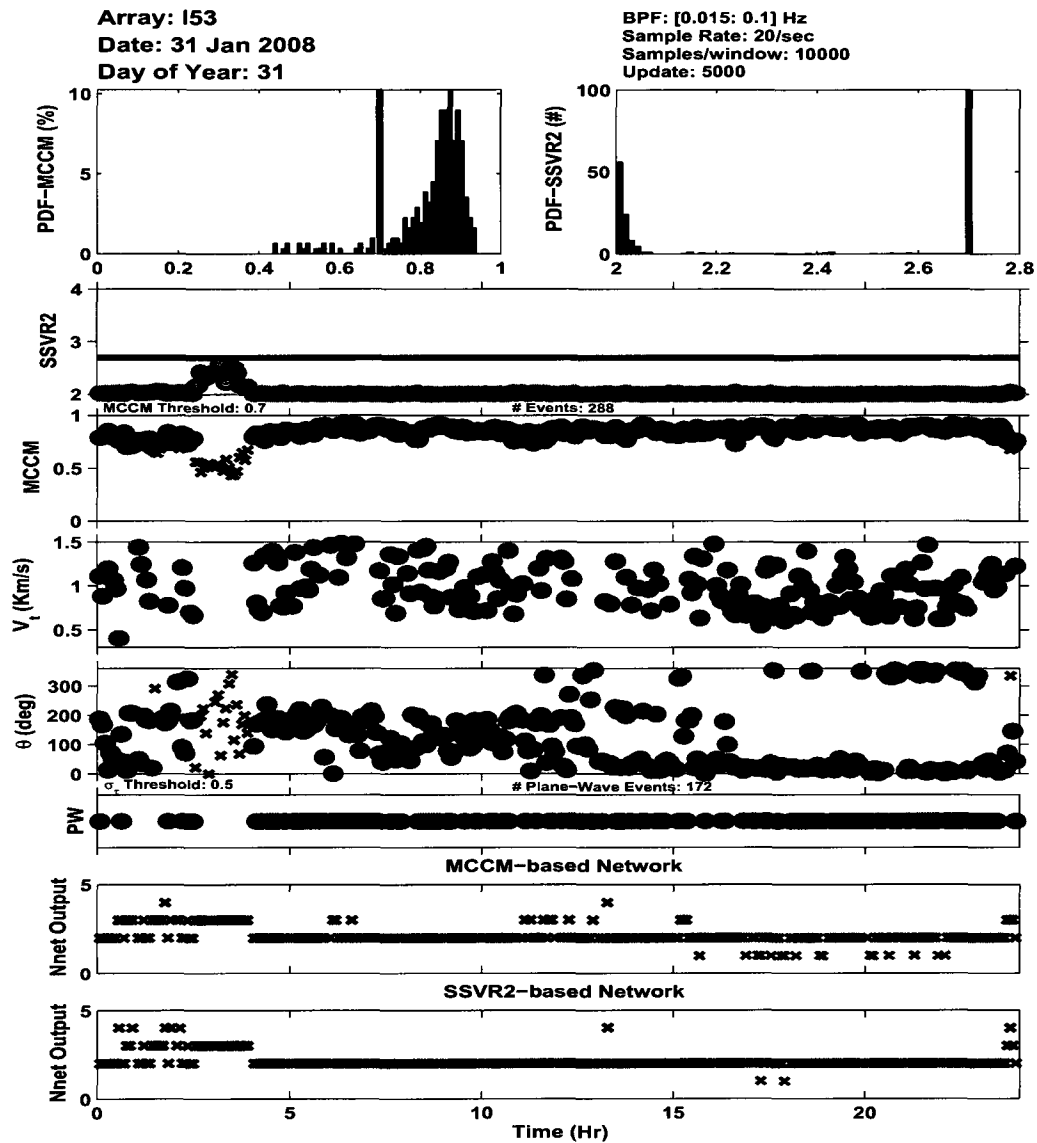 Array: I53
Date: 31 Jan 2008
Day of Year: 31
BPF: [0.015: 0.1] Hz
Sample Rate: 20/sec
Samples/window: 10000
Update: 5000
PDF-MCCM (%)
10
5
0
0 0.2 0.4 0.6 0.8 1
PDF-SSVR2 (#)
100
50
0
2 2.2 2.4 2.6 2.8
SSVR2
4
3
2
MCCM Threshold: 0.7 # Events: 288
MCCM
1
0.5
0
Vt (Km/s)
1.5
1
0.5
θ (deg)
300
200
100
0
στ Threshold: 0.5 # Plane-Wave Events: 172
PW
MCCM-based Network
Nnet Output
5
0
SSVR2-based Network
Nnet Output
5
0
0 5 10 15 20
Time (Hr)